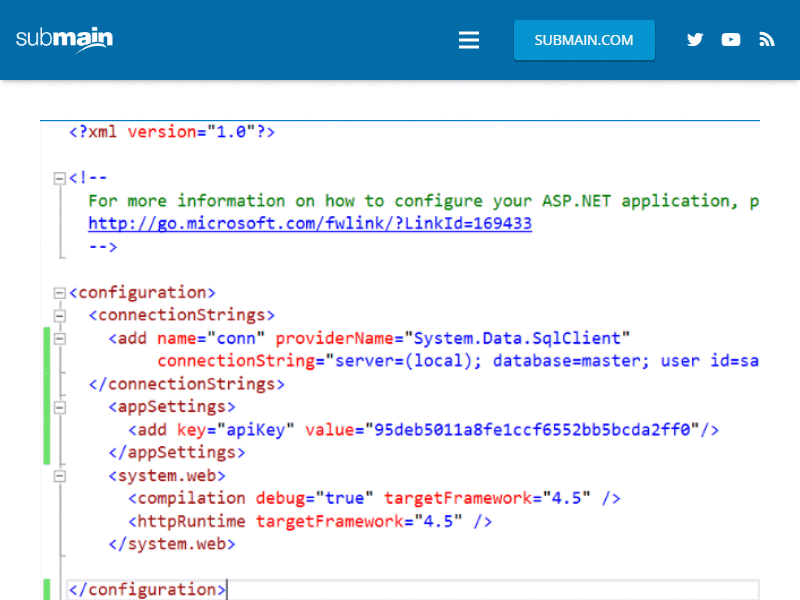 submain
SUBMAIN.COM
<?xml version="1.0"?>
<!--
For more information on how to configure your ASP.NET application, p
http://go.microsoft.com/fwlink/?LinkId=169433
-->
<configuration>
<connectionStrings>
<add name="conn" providerName="System.Data.SqlClient"
connectionString="server=(local); database=master; user id=sa
</connectionStrings>
<appSettings>
<add key="apiKey" value="95deb5011a8fe1ccf6552bb5bcda2ff0"/>
</appSettings>
<system.web>
<compilation debug="true" targetFramework="4.5" />
<httpRuntime targetFramework="4.5" />
</system.web>
</configuration>